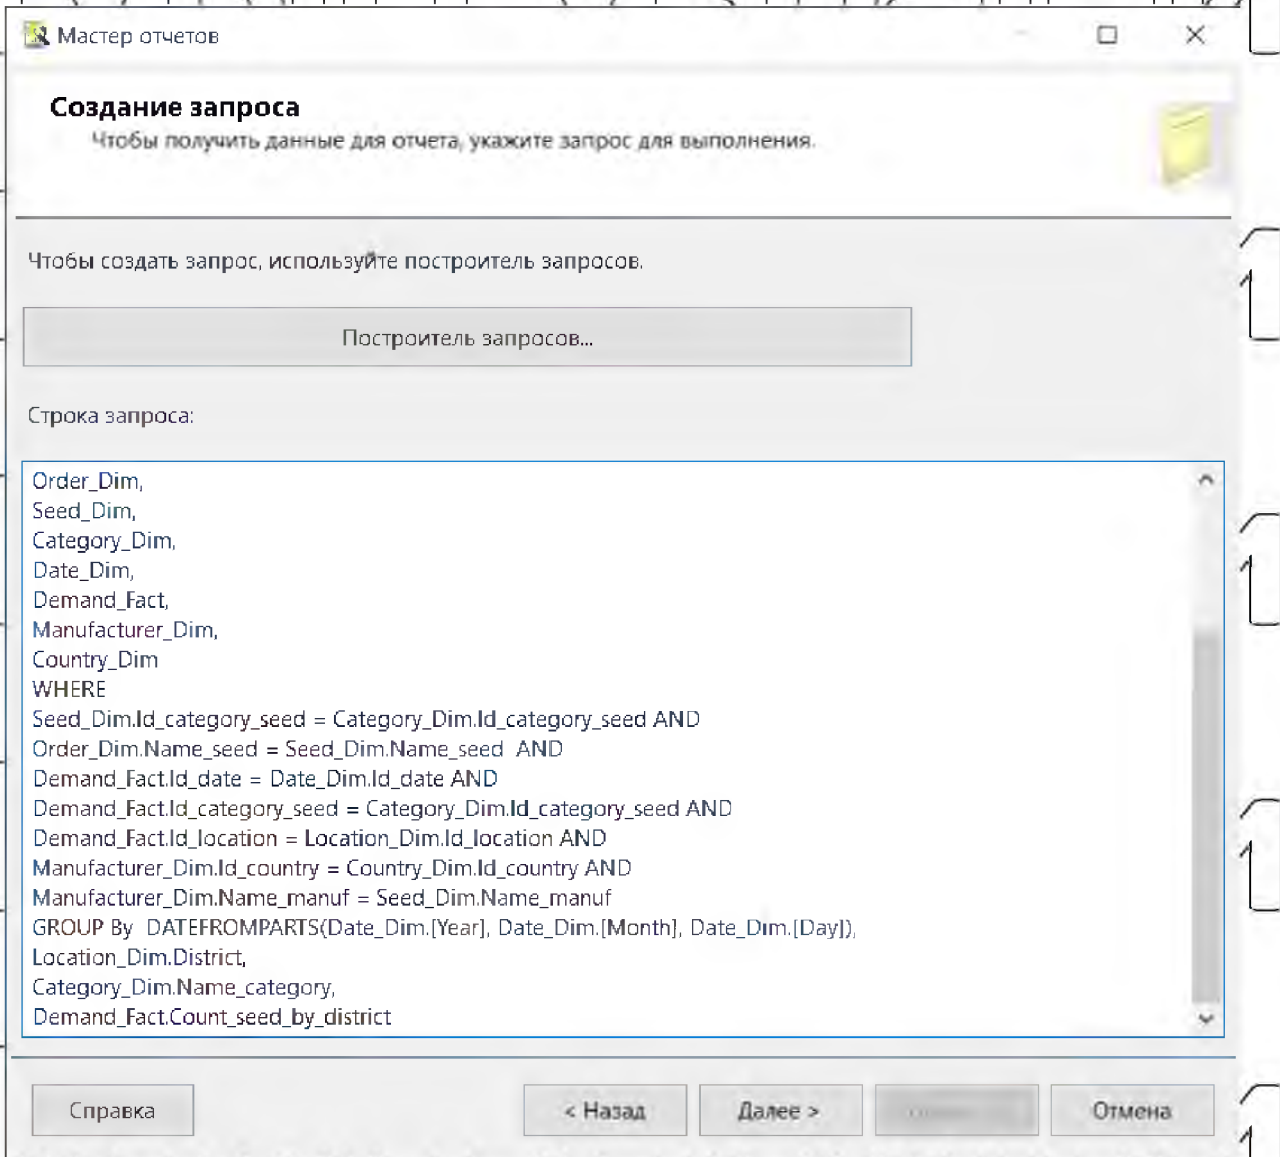 Мастер отчетов
Создание запроса
Чтобы получить данные для отчета, укажите запрос для выполнения.
Чтобы создать запрос, используйте построитель запросов.
Построитель запросов...
Строка запроса:
Order_Dim,
Seed_Dim,
Category_Dim,
Date_Dim,
Demand_Fact,
Manufacturer_Dim,
Country_Dim
WHERE
Seed_Dim.Id_category_seed = Category_Dim.Id_category_seed AND
Order_Dim.Name_seed = Seed_Dim.Name_seed  AND
Demand_Fact.Id_date = Date_Dim.Id_date AND
Demand_Fact.Id_category_seed = Category_Dim.Id_category_seed AND
Demand_Fact.Id_location = Location_Dim.Id_location AND
Manufacturer_Dim.Id_country = Country_Dim.Id_country AND
Manufacturer_Dim.Name_manuf = Seed_Dim.Name_manuf
GROUP By  DATEFROMPARTS(Date_Dim.[Year], Date_Dim.[Month], Date_Dim.[Day]),
Location_Dim.District,
Category_Dim.Name_category,
Demand_Fact.Count_seed_by_district
Справка
< Назад
Далее >
Отмена